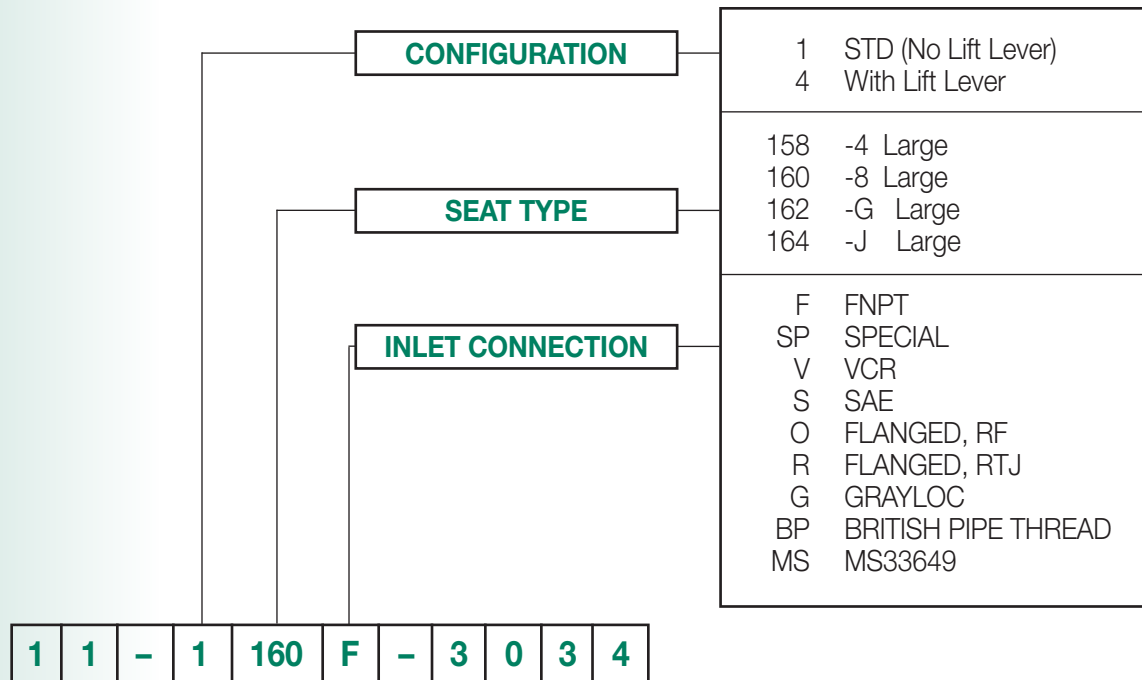 CONFIGURATION
1 STD (No Lift Lever)
4 With Lift Lever
SEAT TYPE
158 -4 Large
160 -8 Large
162 -G Large
164 -J Large
INLET CONNECTION
F FNPT
SP SPECIAL
V VCR
S SAE
O FLANGED, RF
R FLANGED, RTJ
G GRAYLOC
BP BRITISH PIPE THREAD
MS MS33649
1 1 – 1 160 F – 3 0 3 4